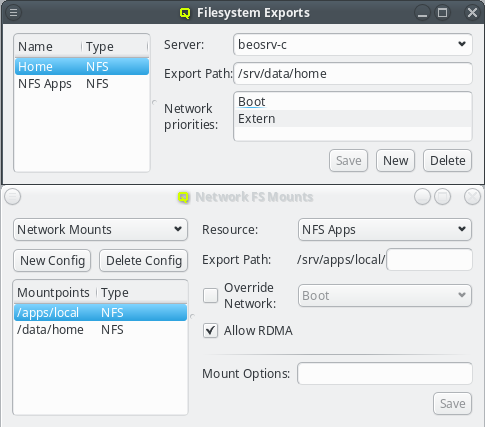 Filesystem Exports
Name Type
Home NFS
NFS Apps NFS
Server: beosrv-c
Export Path: /srv/data/home
Network priorities:
Boot
Extern
Save New Delete
Network FS Mounts
Network Mounts
New Config Delete Config
Mountpoints Type
/apps/local NFS
/data/home NFS
Resource: NFS Apps
Export Path: /srv/apps/local/
Override Network: Boot
Allow RDMA
Mount Options:
Save